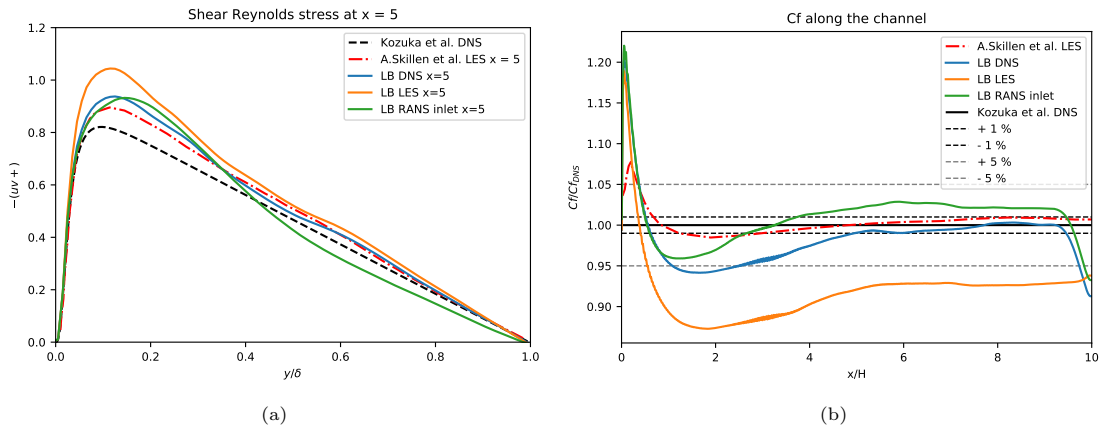 Shear Reynolds stress at x = 5
1.2
1.0
0.8
0.6
0.4
0.2
0.0
−(uv +)
Kozuka et al. DNS
A.Skillen et al. LES x = 5
LB DNS x=5
LB LES x=5
LB RANS inlet x=5
0.0 0.2 0.4 0.6 0.8 1.0
y/δ
(a)
Cf along the channel
1.20
1.15
1.10
1.05
1.00
0.95
0.90
Cf/Cf_DNS
A.Skillen et al. LES
LB DNS
LB LES
LB RANS inlet
Kozuka et al. DNS
+ 1 %
- 1 %
+ 5 %
- 5 %
0 2 4 6 8 10
x/H
(b)